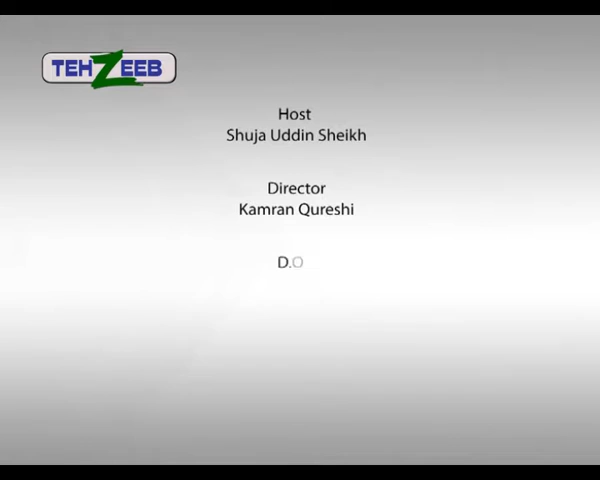 TEHZEEB
Host
Shuja Uddin Sheikh
Director
Kamran Qureshi
D.O